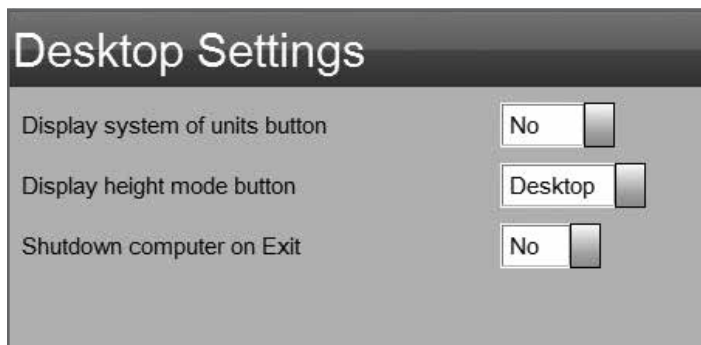 Desktop Settings
Display system of units button No
Display height mode button Desktop
Shutdown computer on Exit No